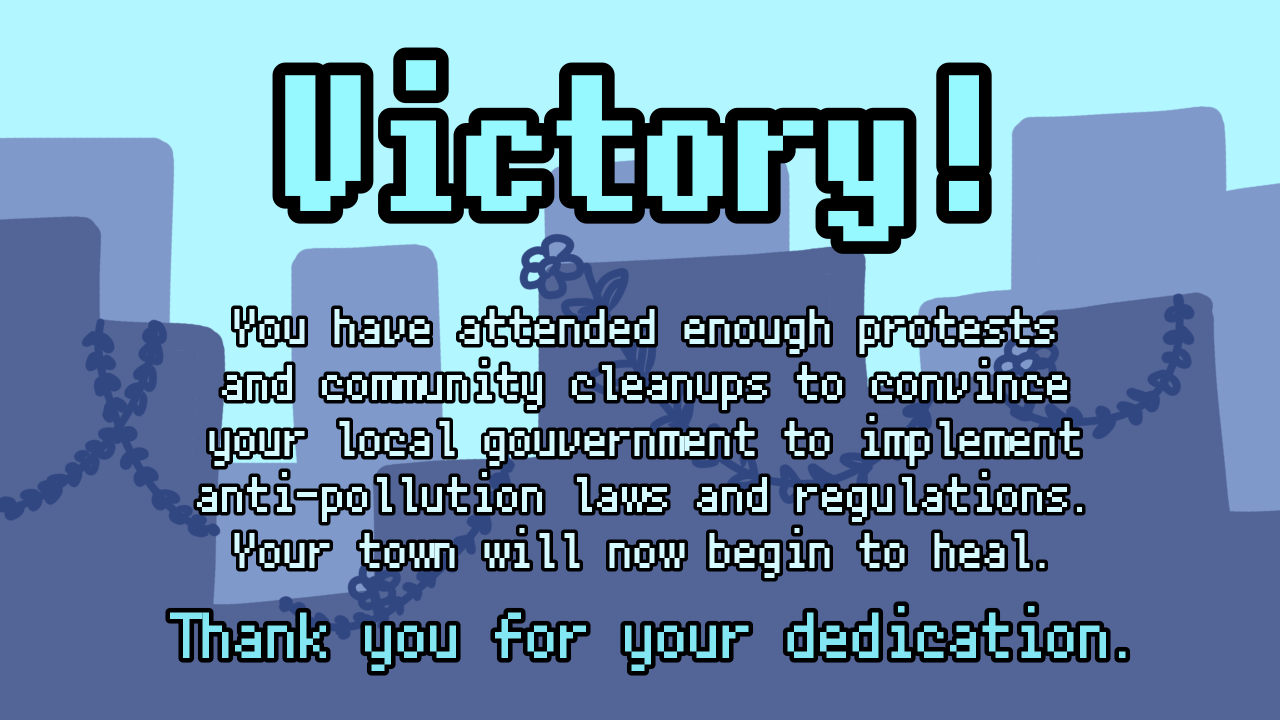 Victory!
You have attended enough protests
and community cleanups to convince
your local gouvernment to implement
anti-pollution laws and regulations.
Your town will now begin to heal.
Thank you for your dedication.